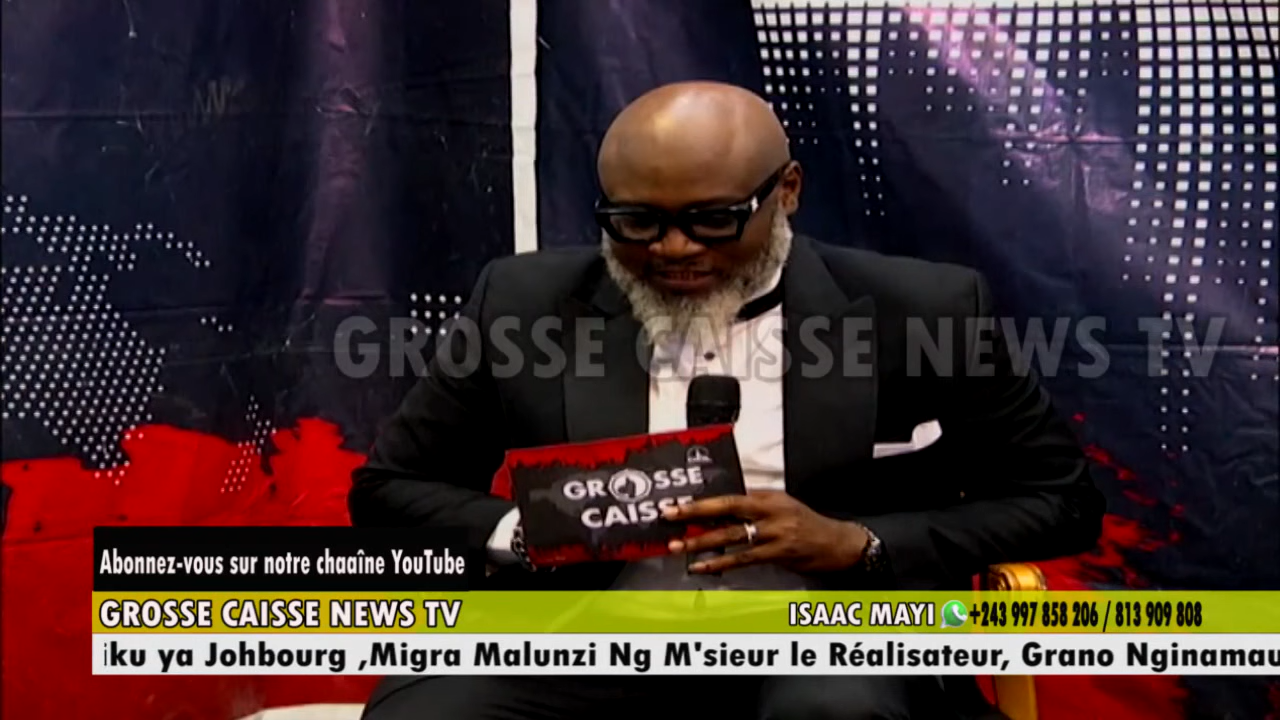 GROSSE CAISSE NEWS TV
GROSSE
CAISSE
Abonnez-vous sur notre chaaîne YouTube
GROSSE CAISSE NEWS TV
ISAAC MAYI +243 997 858 206 / 813 909 808
iku ya Johbourg ,Migra Malunzi Ng M'sieur le Réalisateur, Grano Nginamau